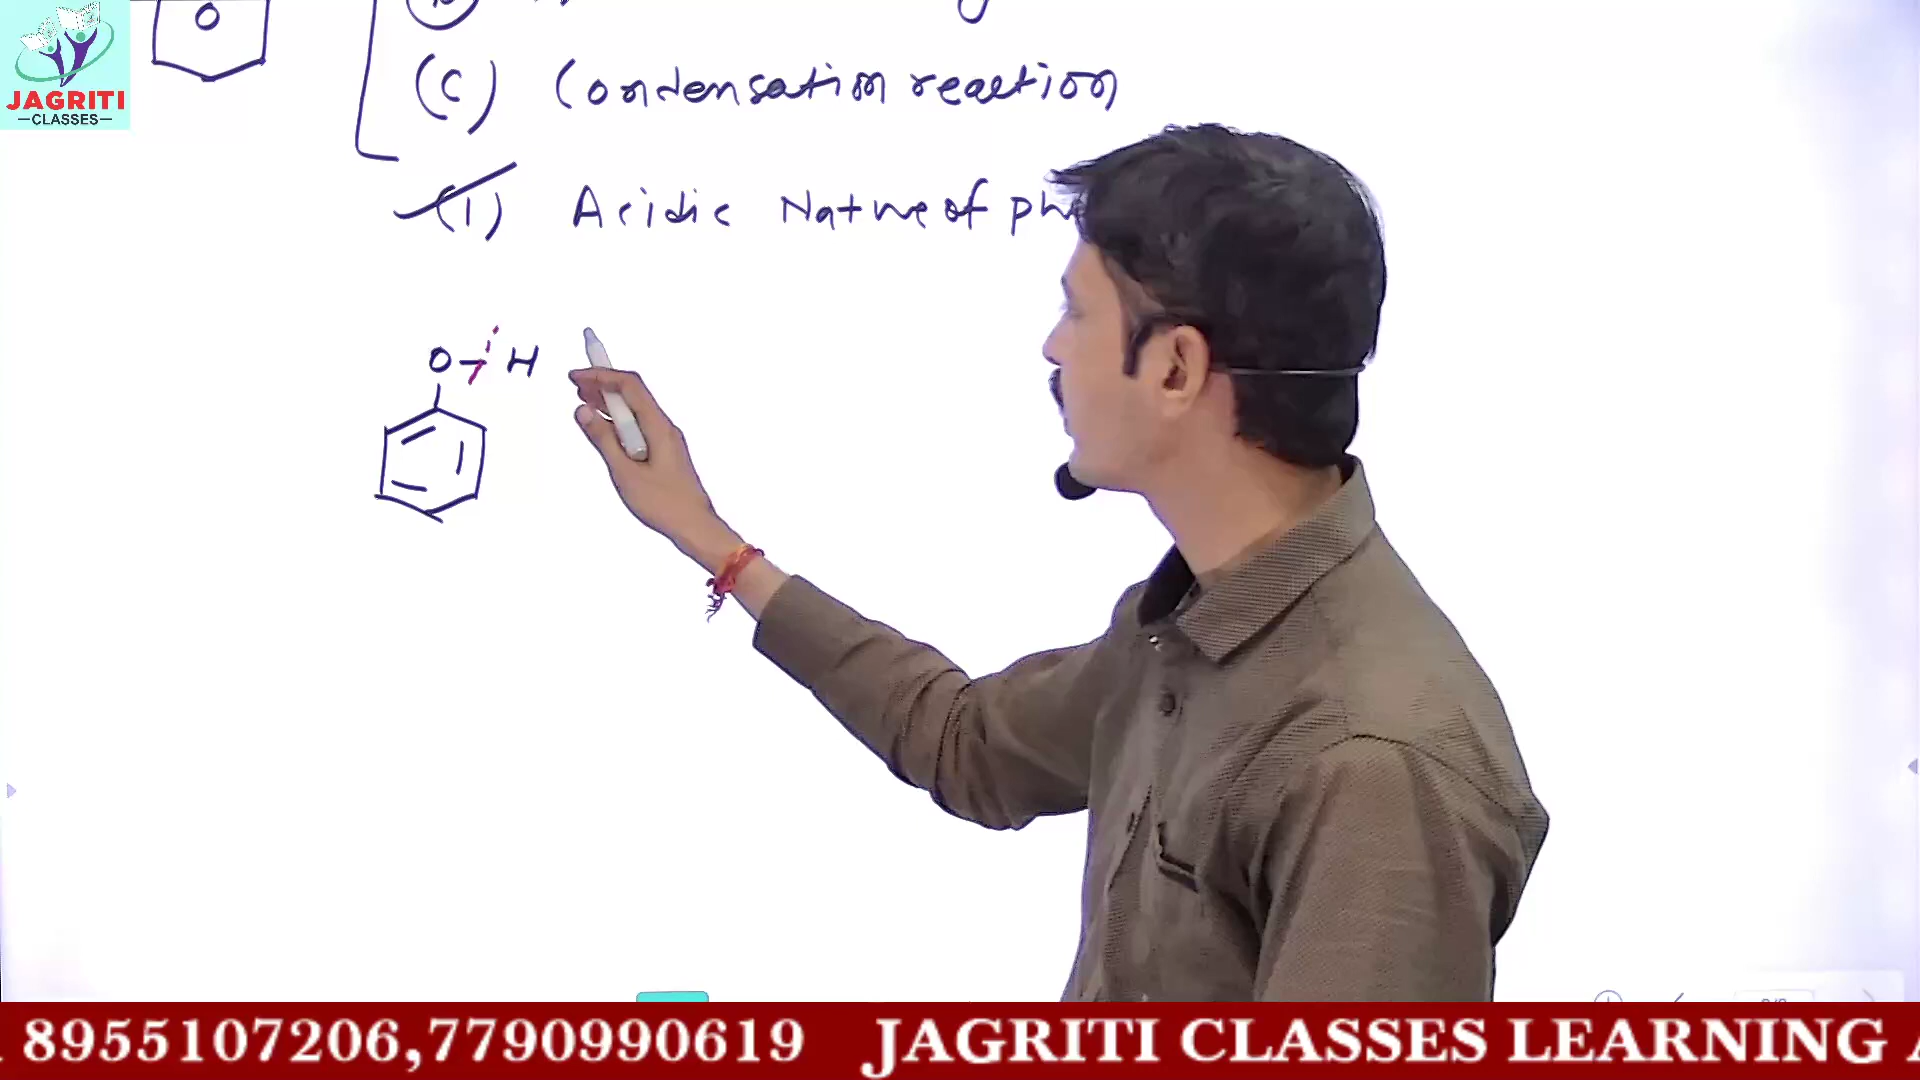 O
(C) Condensation reaction
(1) Acidic Nature of ph
O - H
JAGRITI
CLASSES
8955107206,7790990619 JAGRITI CLASSES LEARNING A